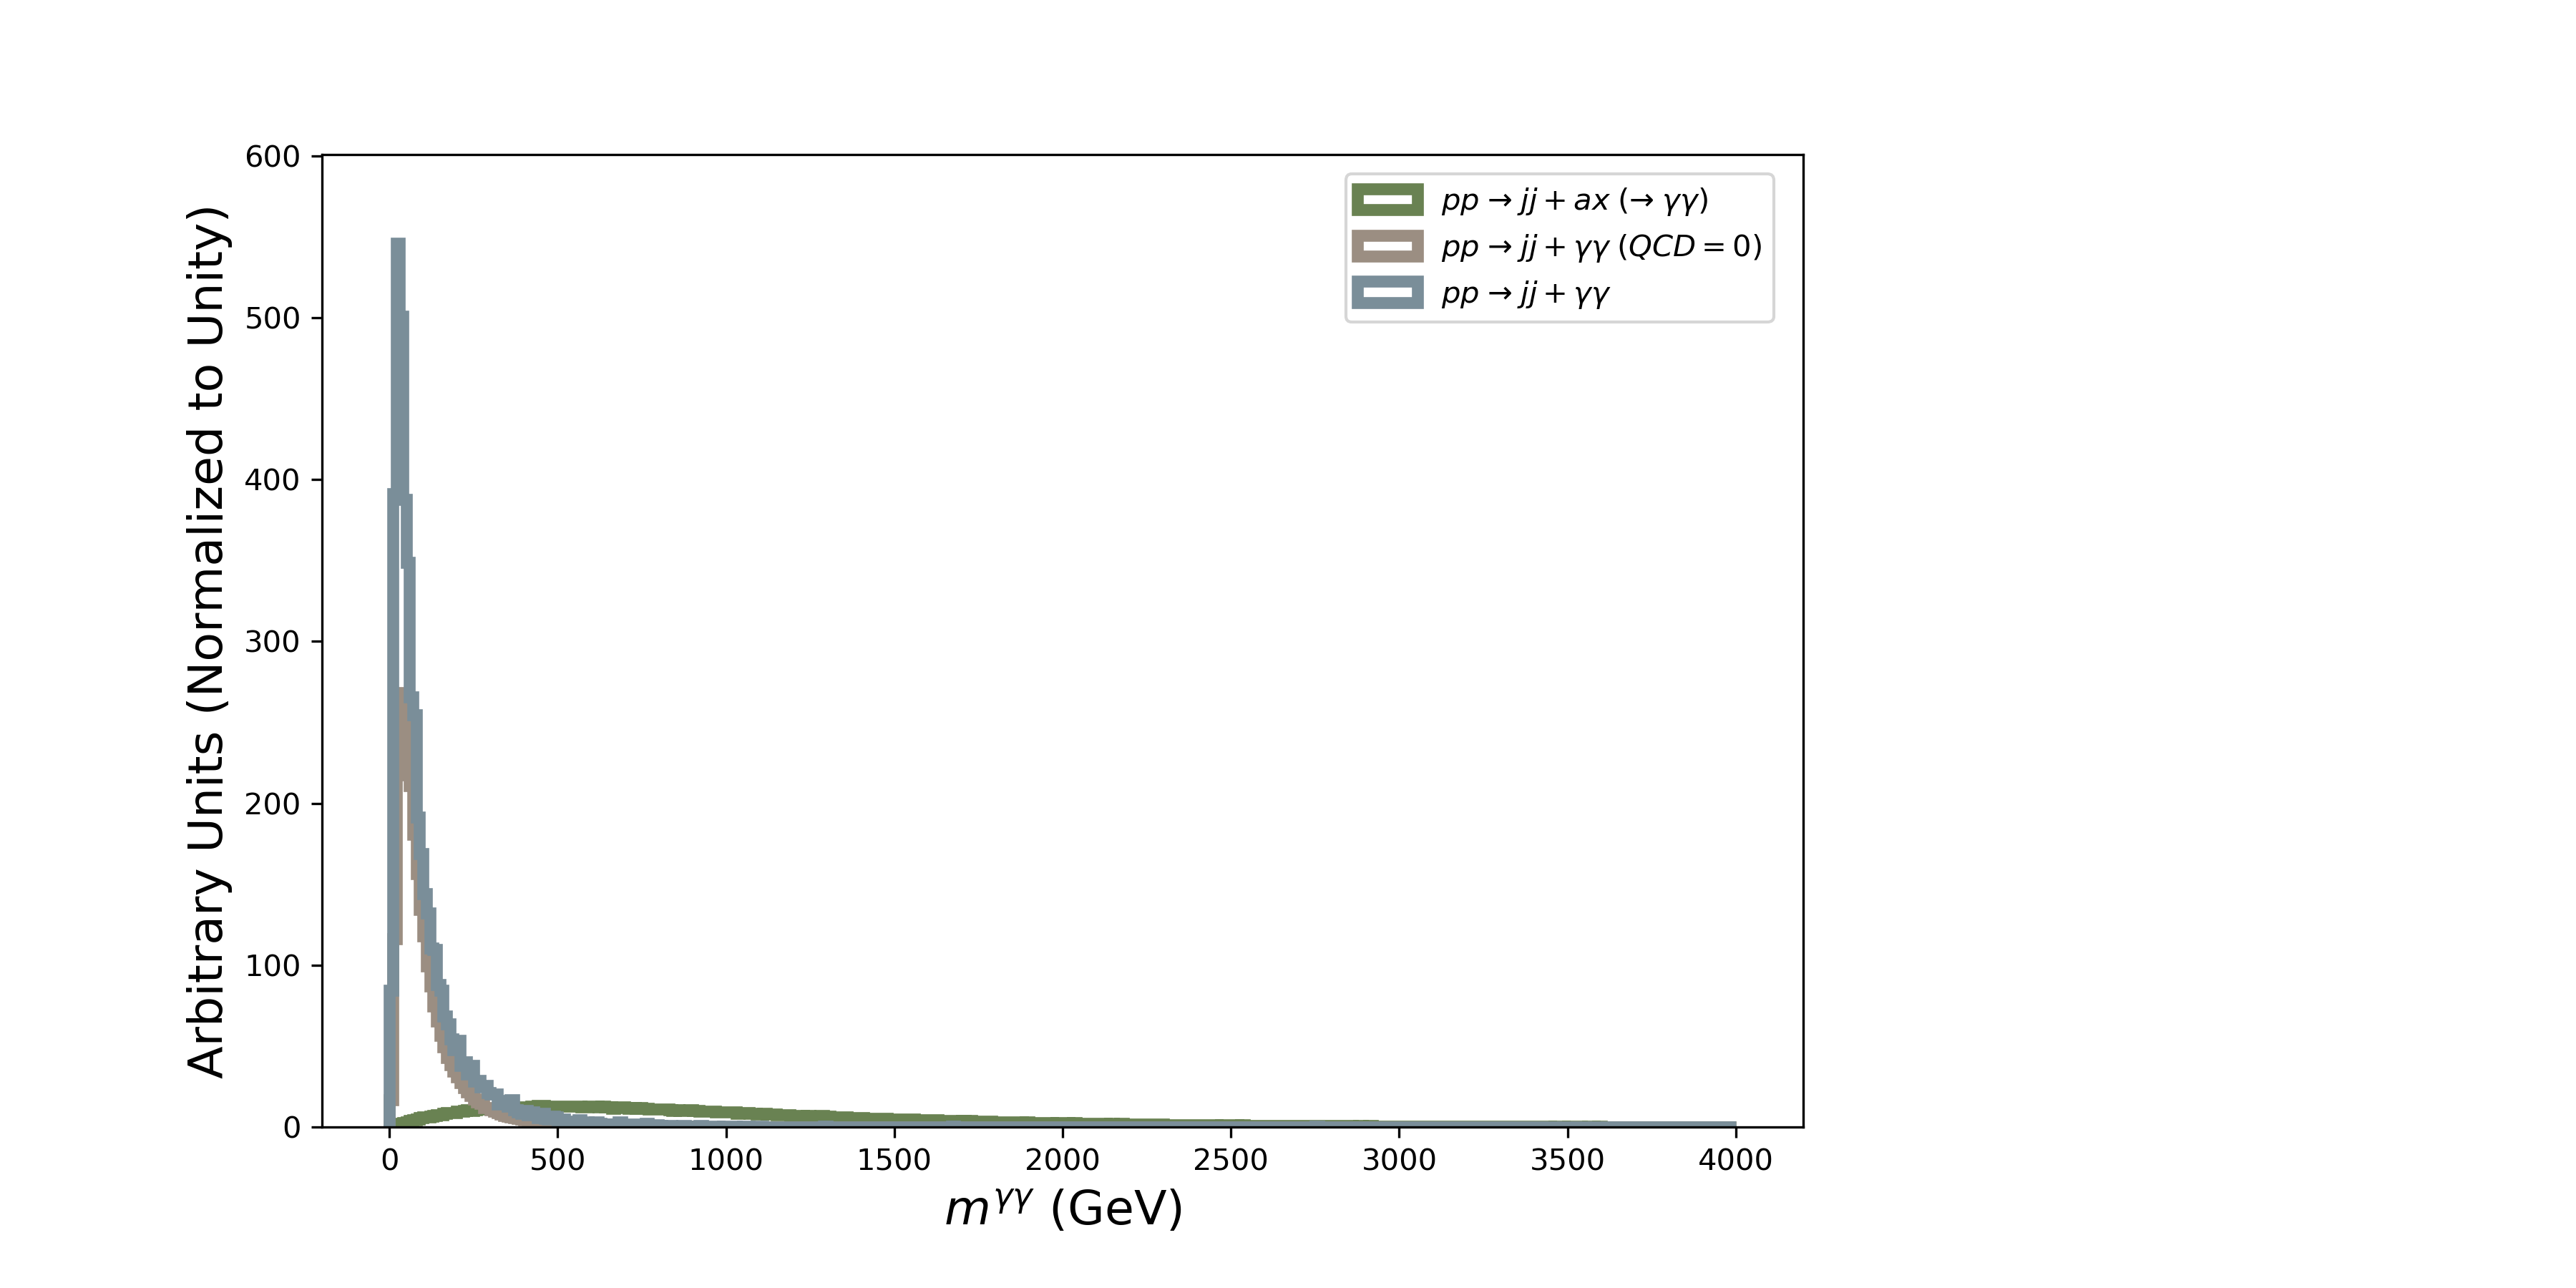 600
500
400
300
200
100
0
Arbitrary Units (Normalized to Unity)
pp → jj + ax (→ γγ)
pp → jj + γγ (QCD = 0)
pp → jj + γγ
0 500 1000 1500 2000 2500 3000 3500 4000
m^γγ (GeV)